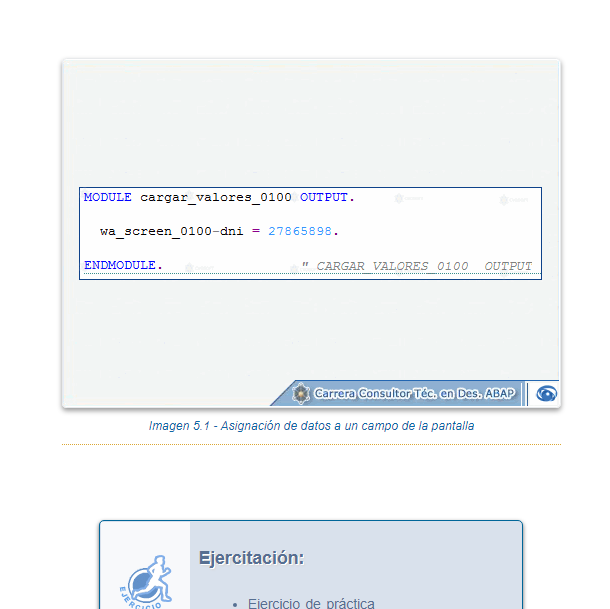 MODULE cargar_valores_0100 OUTPUT.
wa_screen_0100-dni = 27865898.
ENDMODULE. " CARGAR_VALORES_0100 OUTPUT
Carrera Consultor Téc. en Des. ABAP
Imagen 5.1 - Asignación de datos a un campo de la pantalla
Ejercitación:
EJERCICIO
• Ejercicio de práctica